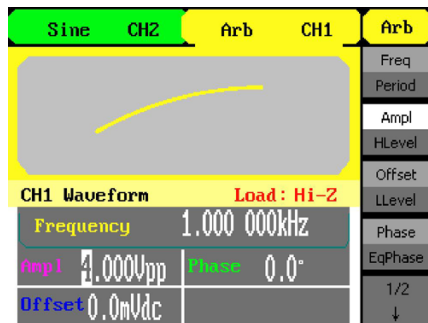 Sine CH2 Arb CH1 Arb
Freq
Period
Ampl
HLevel
Offset
LLevel
CH1 Waveform Load: Hi-Z
Frequency 1.000 000kHz
Phase
EqPhase
Ampl 4.000Vpp Phase 0.0°
Offset 0.0mVdc
1/2
↓